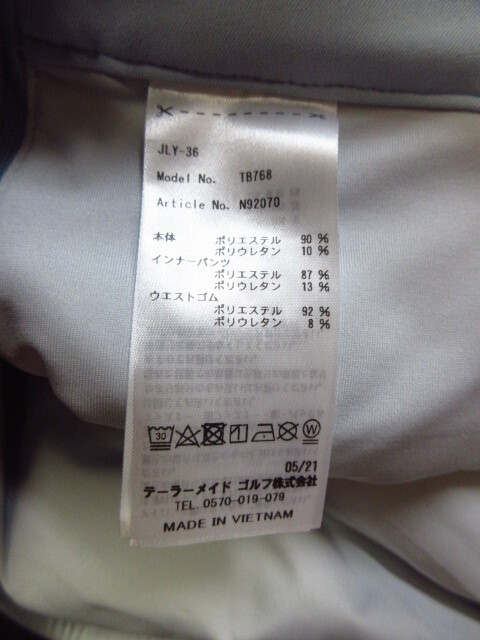 JLY-36
Model No. TB768
Article No. N92070
本体 ポリエステル 90 %
ポリウレタン 10 %
インナーパンツ
ポリエステル 87 %
ポリウレタン 13 %
ウエストゴム
ポリエステル 92 %
ポリウレタン 8 %
30 W
05/21
テーラーメイド ゴルフ株式会社
TEL. 0570-019-079
MADE IN VIETNAM